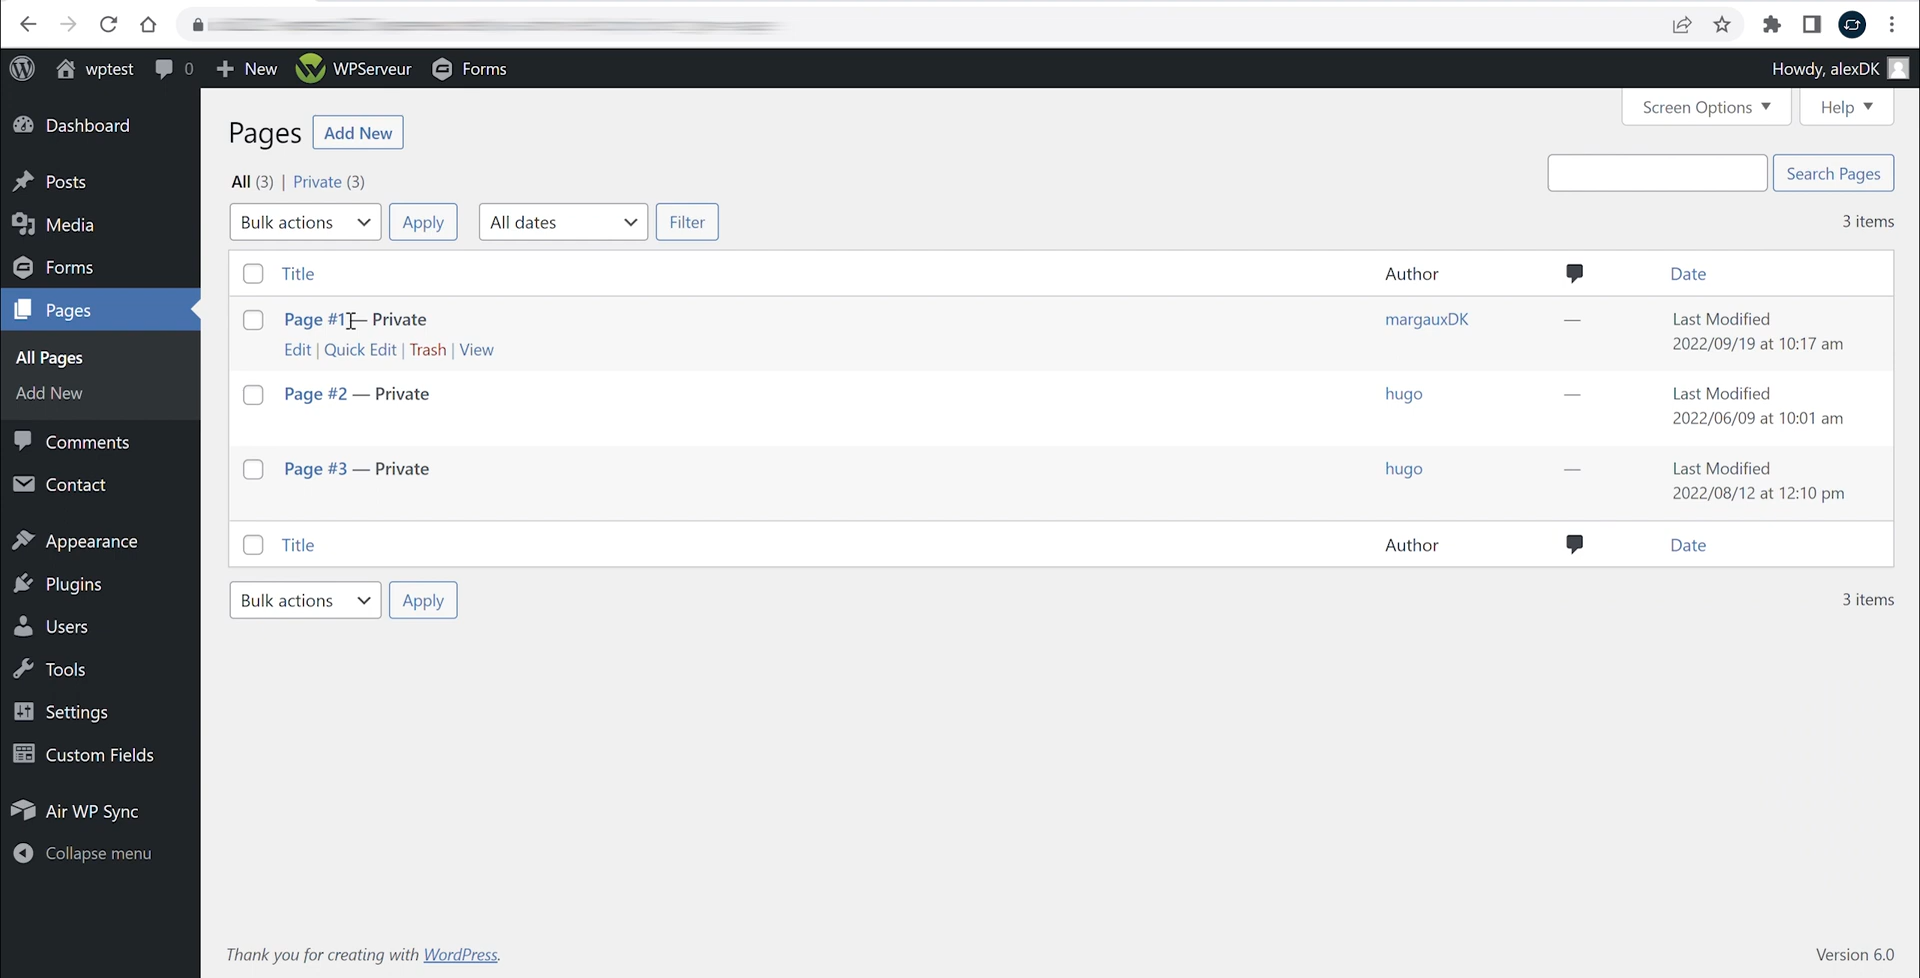 wptest 0 + New WPServeur Forms Howdy, alexDK
Dashboard
Posts
Media
Forms
Pages
All Pages
Add New
Comments
Contact
Appearance
Plugins
Users
Tools
Settings
Custom Fields
Air WP Sync
Collapse menu
Screen Options Help
Pages Add New
All (3) | Private (3)
Search Pages
Bulk actions Apply All dates Filter 3 items
Title Author Date
Page #1 — Private margauxDK — Last Modified
2022/09/19 at 10:17 am
Edit | Quick Edit | Trash | View
Page #2 — Private hugo — Last Modified
2022/06/09 at 10:01 am
Page #3 — Private hugo — Last Modified
2022/08/12 at 12:10 pm
Title Author Date
Bulk actions Apply 3 items
Thank you for creating with WordPress. Version 6.0